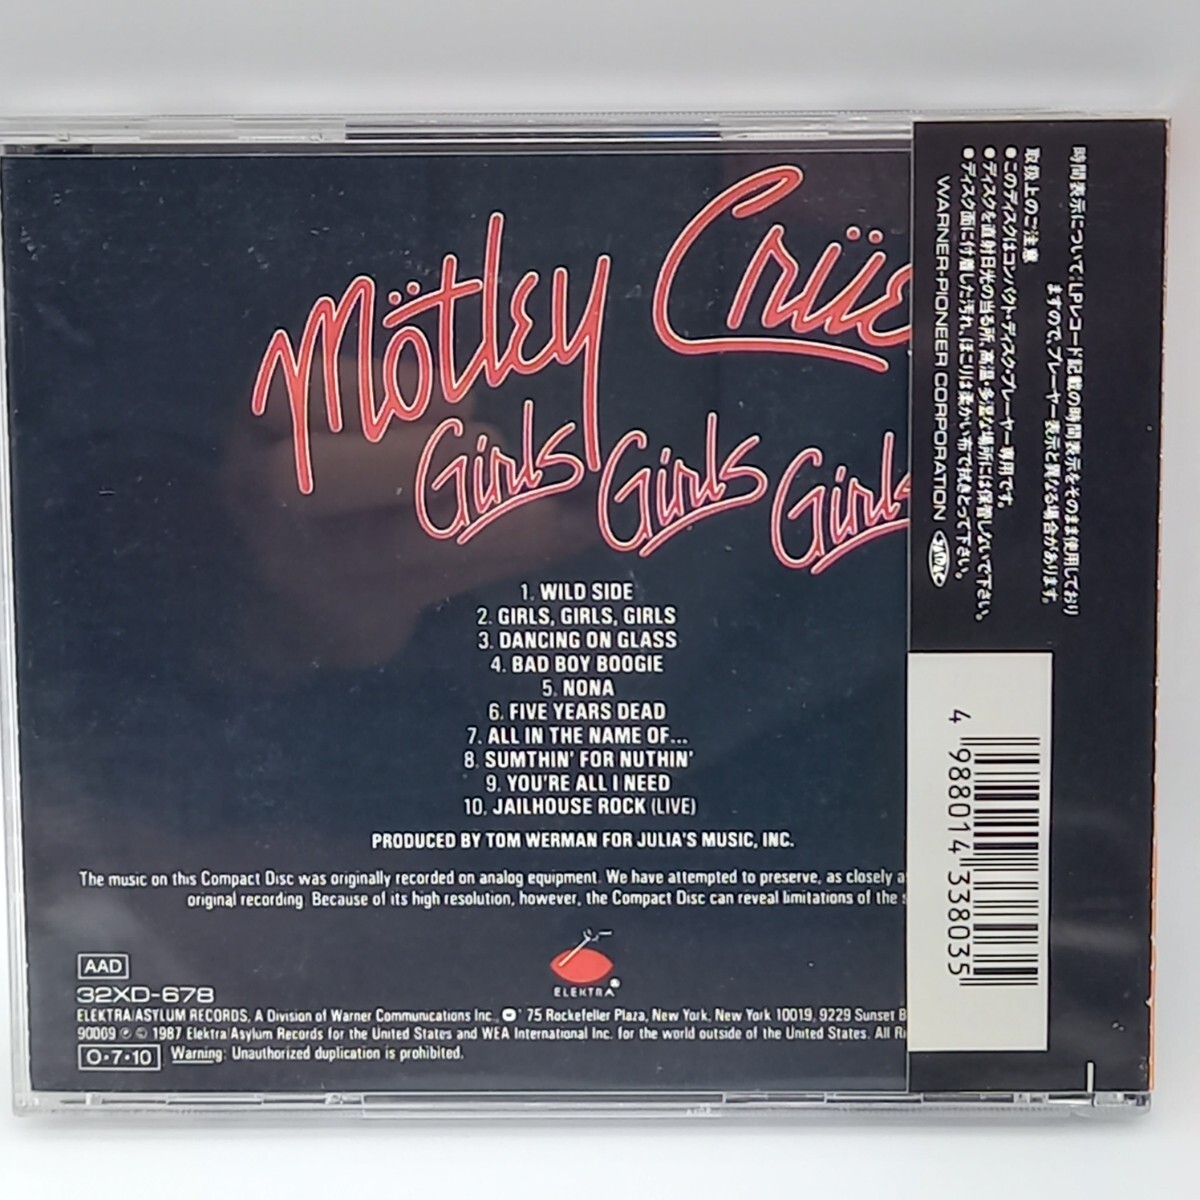 Mötley Crüe
Girls Girls Girls
1. WILD SIDE
2. GIRLS, GIRLS, GIRLS
3. DANCING ON GLASS
4. BAD BOY BOOGIE
5. NONA
6. FIVE YEARS DEAD
7. ALL IN THE NAME OF...
8. SUMTHIN' FOR NUTHIN'
9. YOU'RE ALL I NEED
10. JAILHOUSE ROCK (LIVE)
PRODUCED BY TOM WERMAN FOR JULIA'S MUSIC, INC.
The music on this Compact Disc was originally recorded on analog equipment. We have attempted to preserve, as closely
original recording. Because of its high resolution, however, the Compact Disc can reveal limitations of the
ELEKTRA®
AAD
32XD-678
ELEKTRA/ASYLUM RECORDS, A Division of Warner Communications Inc., 75 Rockefeller Plaza, New York, New York 10019, 9229 Sunset
90009 ℗ © 1987 Elektra/Asylum Records for the United States and WEA International Inc. for the world outside of the United States. All
O・7・10 Warning: Unauthorized duplication is prohibited.
時間表示について:LPレコード記載の時間表示をそのまま使用しており
ますので、プレーヤー表示と異なる場合があります。
取扱上のご注意
●このディスクはコンパクト・ディスク・プレーヤー専用です。
●ディスクを直射日光の当る所、高温・多湿な場所には保管しないで下さい。
●ディスク面に付着した汚れ、ほこりは柔かい布で拭きとって下さい。
WARNER-PIONEER CORPORATION
4 988014 338035